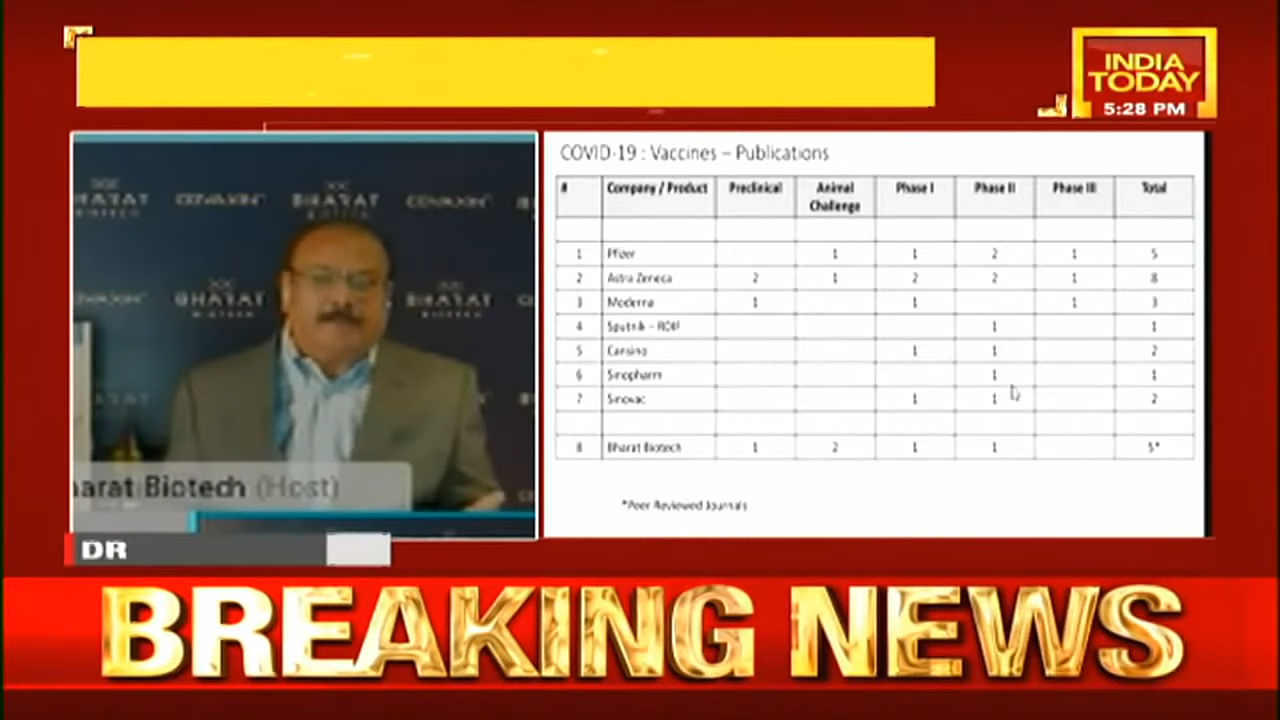 INDIA
TODAY
5:28 PM
BHARAT
BIOTECH
COVAXIN
BHARAT
BIOTECH
arat Biotech (Host)
DR
COVID-19 : Vaccines – Publications
# Company / Product Preclinical Animal Challenge Phase I Phase II Phase III Total
1 Pfizer 1 1 2 1 5
2 Astra Zeneca 2 1 2 2 1 8
3 Moderna 1 1 1 3
4 Sputnik – RDIF 1 1
5 Cansino 1 1 2
6 Sinopharm 1 1
7 Sinovac 1 1 2
8 Bharat Biotech 1 2 1 1 5*
*Peer Reviewed Journals
BREAKING NEWS